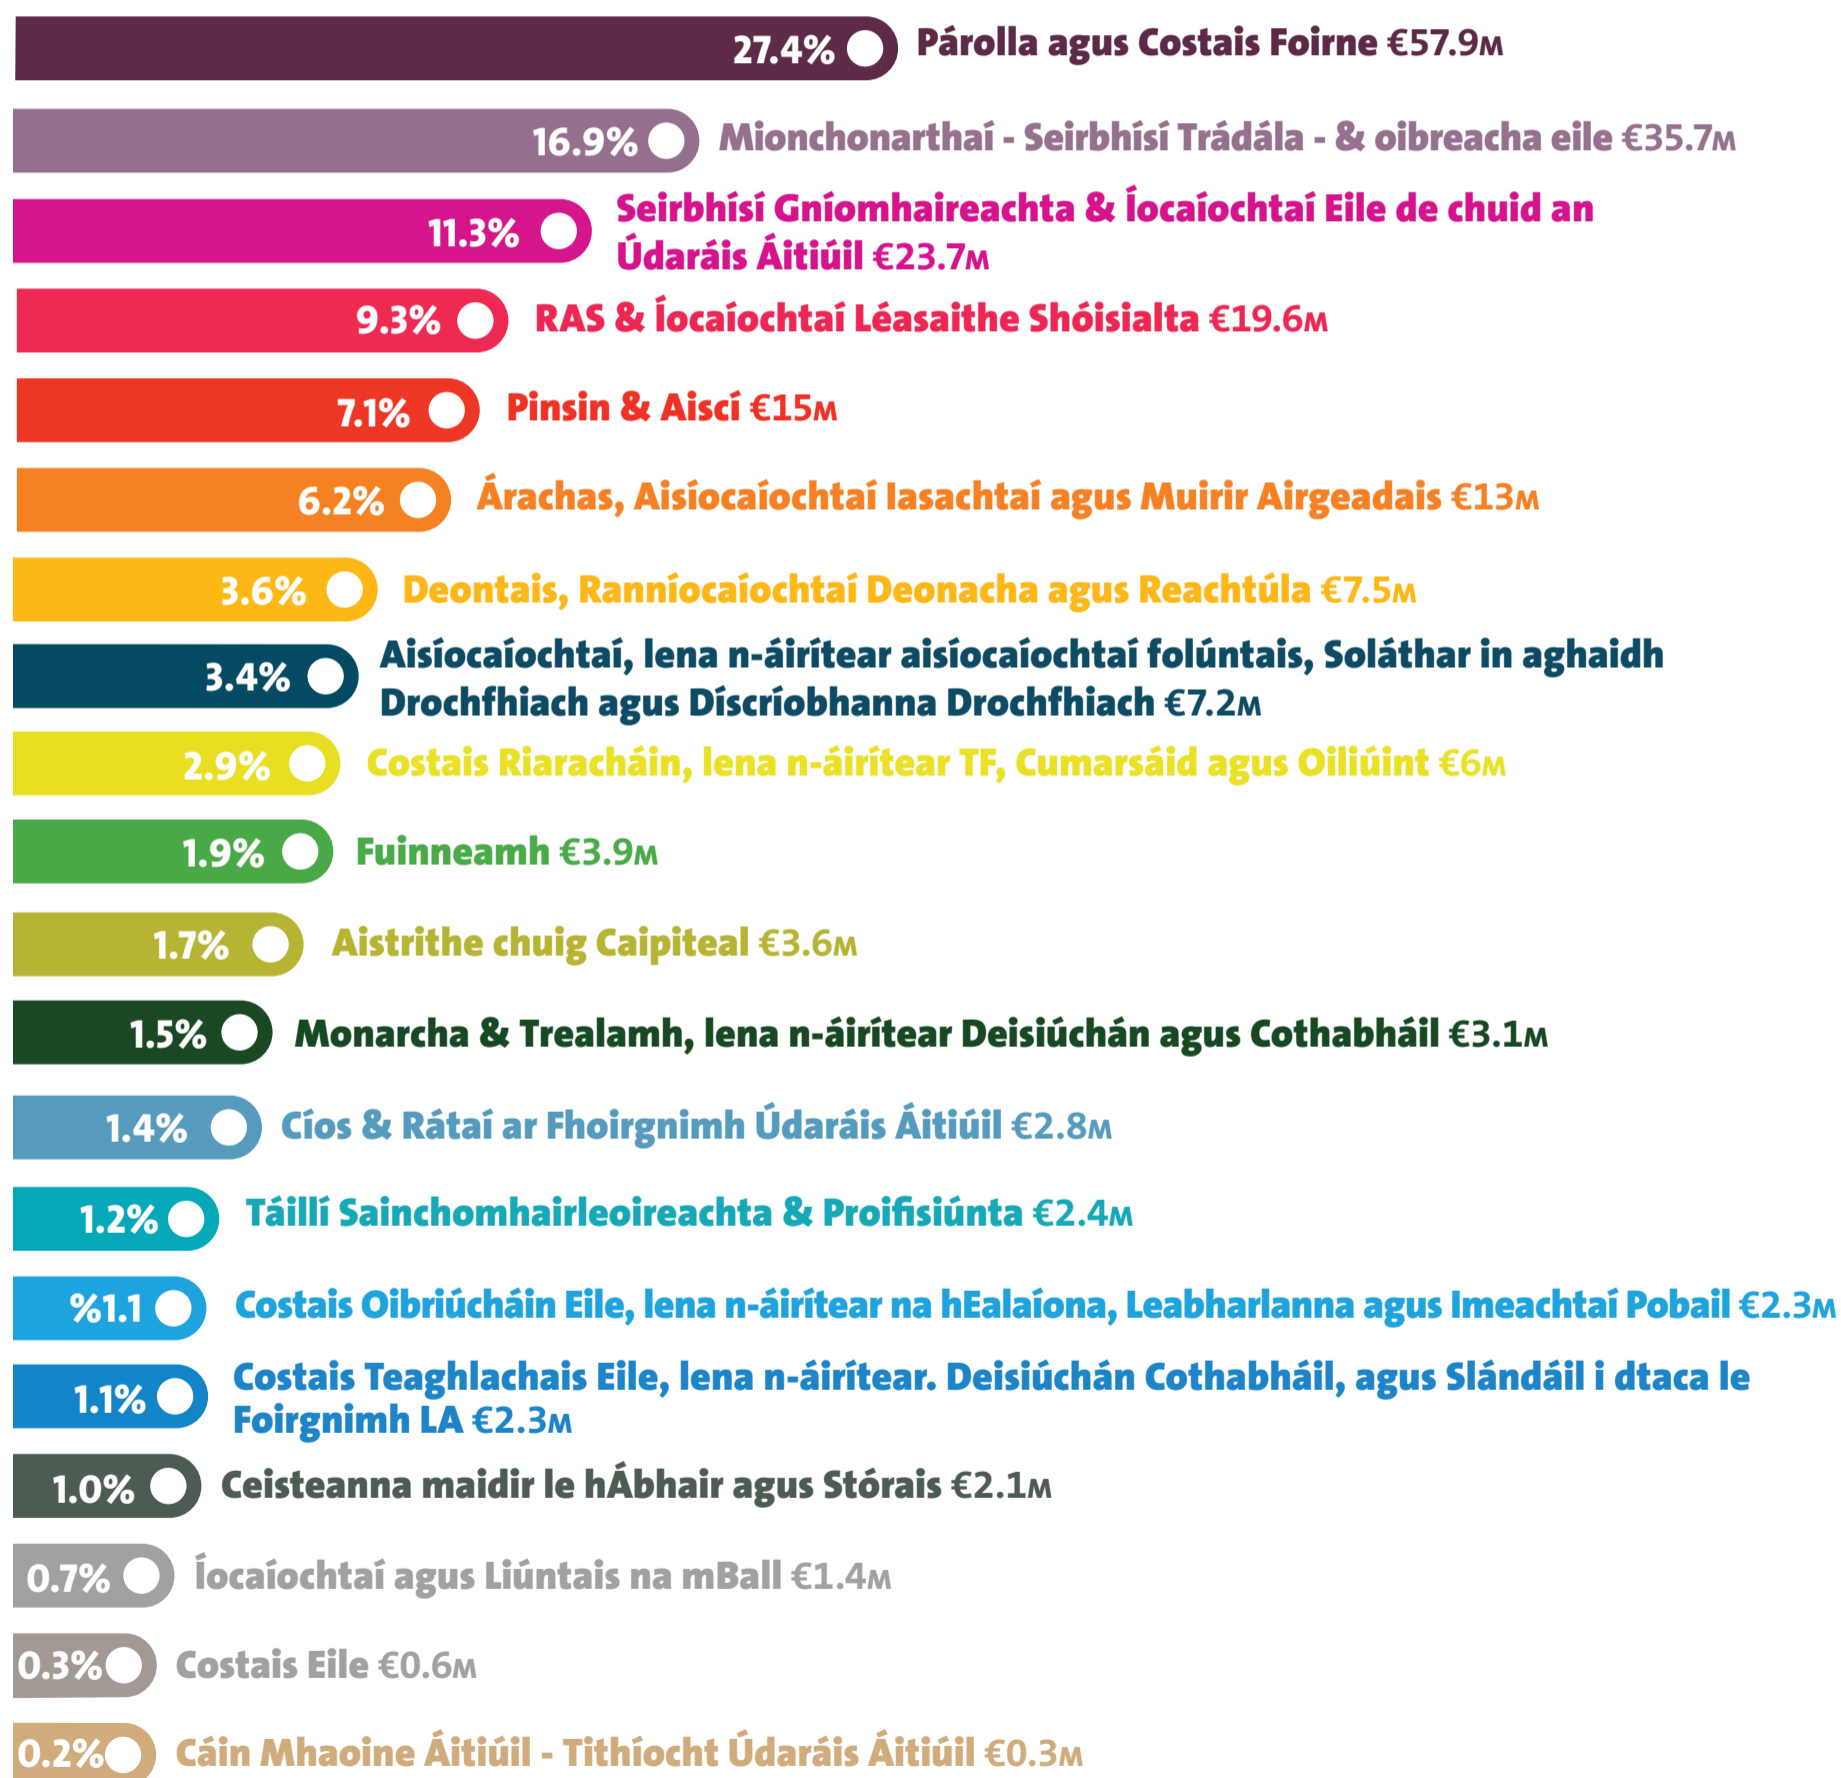 27.4% Párolla agus Costais Foirne €57.9M
16.9% Mionchonarthaí - Seirbhísí Trádála - & oibreacha eile €35.7M
11.3% Seirbhísí Gníomhaireachta & Íocaíochtaí Eile de chuid an
Údaráis Áitiúil €23.7M
9.3% RAS & Íocaíochtaí Léasaithe Shóisialta €19.6M
7.1% Pinsin & Aiscí €15M
6.2% Árachas, Aisíocaíochtaí Iasachtaí agus Muirir Airgeadais €13M
3.6% Deontais, Ranníocaíochtaí Deonacha agus Reachtúla €7.5M
3.4% Aisíocaíochtaí, lena n-áirítear aisíocaíochtaí folúntais, Soláthar in aghaidh
Drochfhiach agus Díscríobhanna Drochfhiach €7.2M
2.9% Costais Riaracháin, lena n-áirítear TF, Cumarsáid agus Oiliúint €6M
1.9% Fuinneamh €3.9M
1.7% Aistrithe chuig Caipiteal €3.6M
1.5% Monarcha & Trealamh, lena n-áirítear Deisiúchán agus Cothabháil €3.1M
1.4% Cíos & Rátaí ar Fhoirgnimh Údaráis Áitiúil €2.8M
1.2% Táillí Sainchomhairleoireachta & Proifisiúnta €2.4M
%1.1 Costais Oibriúcháin Eile, lena n-áirítear na hEalaíona, Leabharlanna agus Imeachtaí Pobail €2.3M
1.1% Costais Teaghlachais Eile, lena n-áirítear. Deisiúchán Cothabháil, agus Slándáil i dtaca le
Foirgnimh LA €2.3M
1.0% Ceisteanna maidir le hÁbhair agus Stórais €2.1M
0.7% Íocaíochtaí agus Liúntais na mBall €1.4M
0.3% Costais Eile €0.6M
0.2% Cáin Mhaoine Áitiúil - Tithíocht Údaráis Áitiúil €0.3M